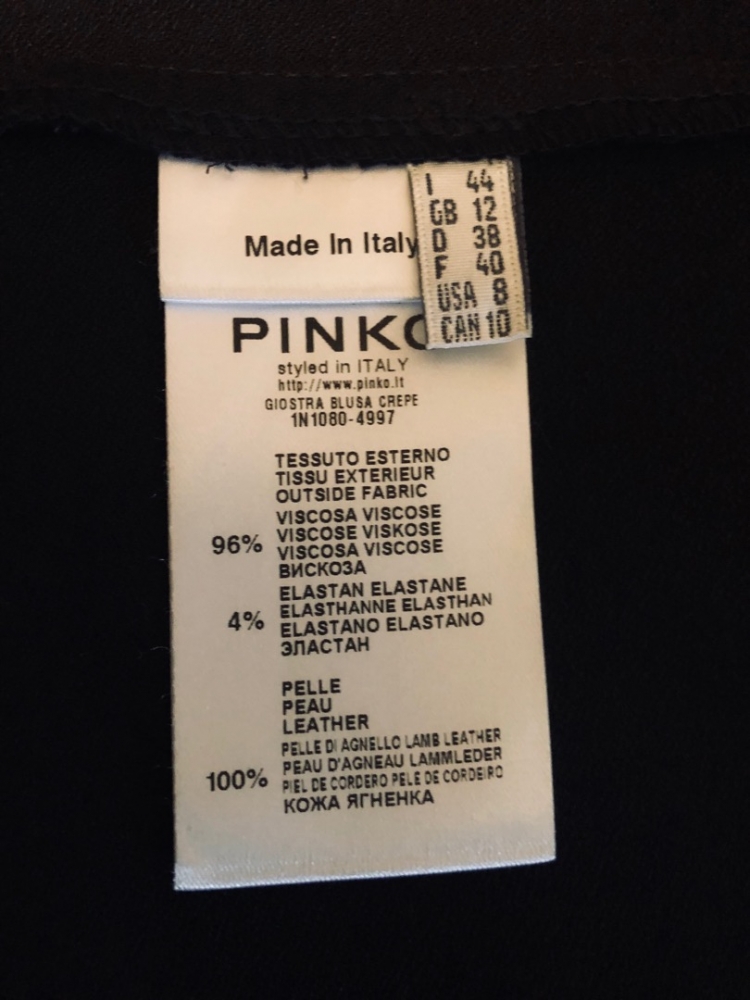 Made In Italy
I 44
GB 12
D 38
F 40
USA 8
CAN 10
PINKO
styled in ITALY
http://www.pinko.it
GIOSTRA BLUSA CREPE
1N1080-4997
TESSUTO ESTERNO
TISSU EXTERIEUR
OUTSIDE FABRIC
VISCOSA VISCOSE
VISCOSE VISKOSE
96%
VISCOSA VISCOSE
ВИСКОЗА
ELASTAN ELASTANE
ELASTHANNE ELASTHAN
4%
ELASTANO ELASTANO
ЭЛАСТАН
PELLE
PEAU
LEATHER
PELLE DI AGNELLO LAMB LEATHER
PEAU D'AGNEAU LAMMLEDER
100%
PIEL DE CORDERO PELE DE CORDEIRO
КОЖА ЯГНЕНКА